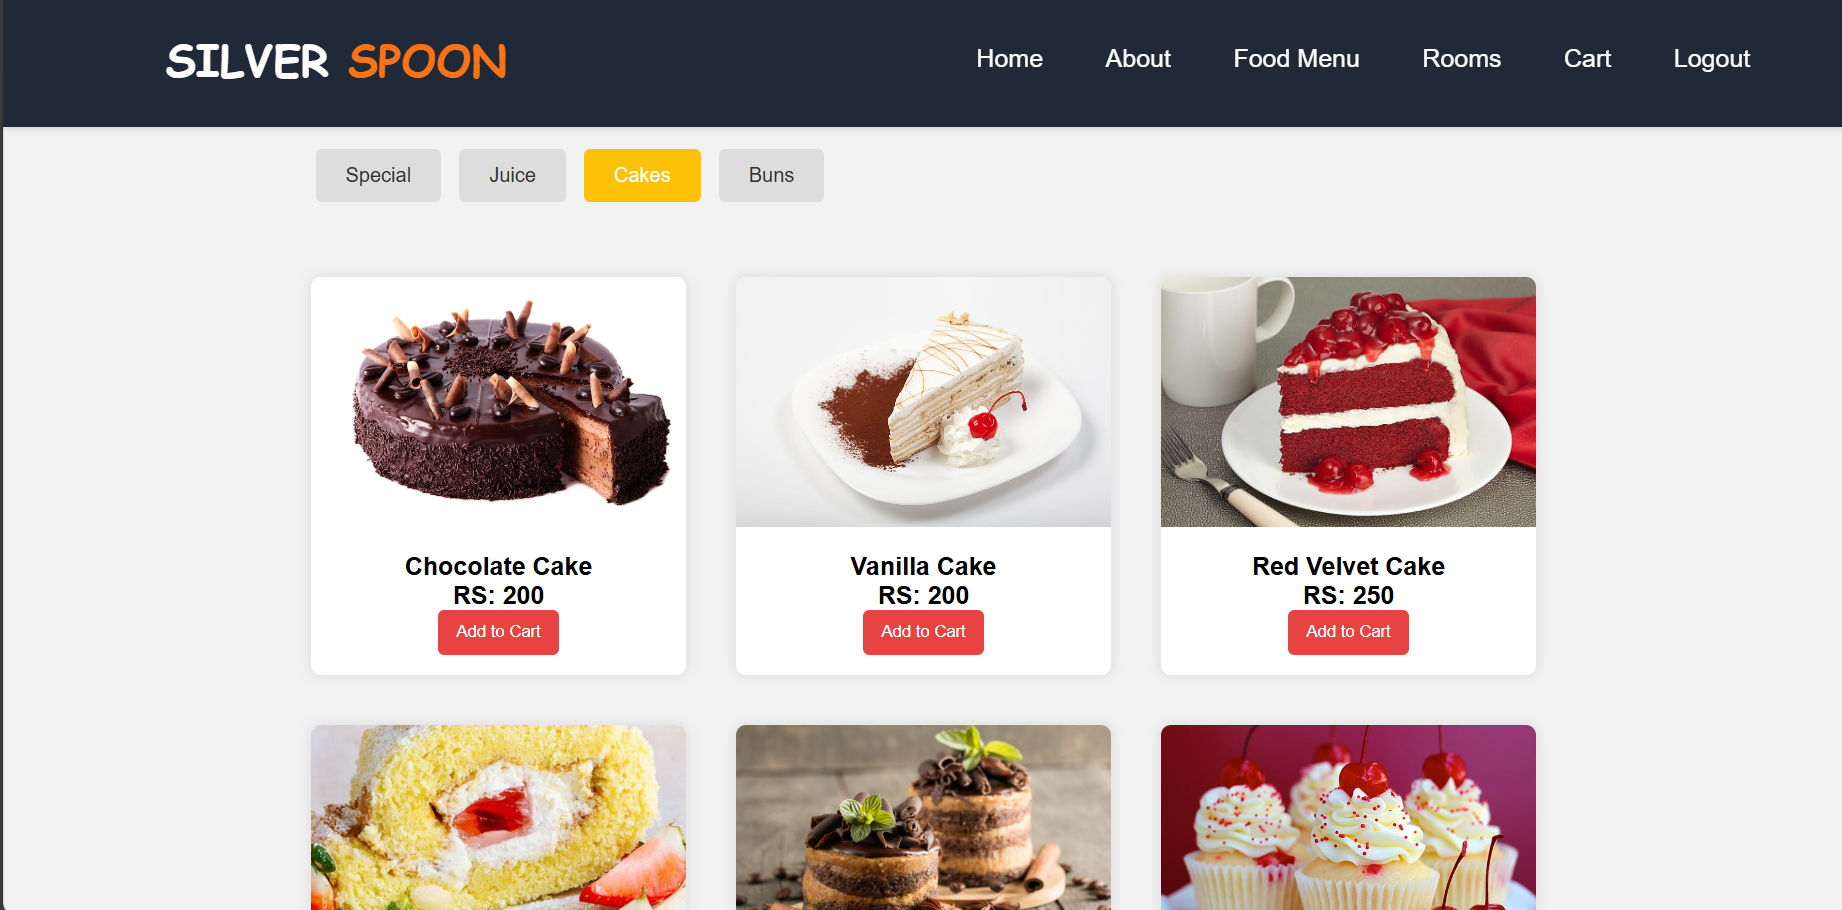 SILVER SPOON
Home About Food Menu Rooms Cart Logout
Special Juice Cakes Buns
Chocolate Cake
RS: 200
Add to Cart
Vanilla Cake
RS: 200
Add to Cart
Red Velvet Cake
RS: 250
Add to Cart